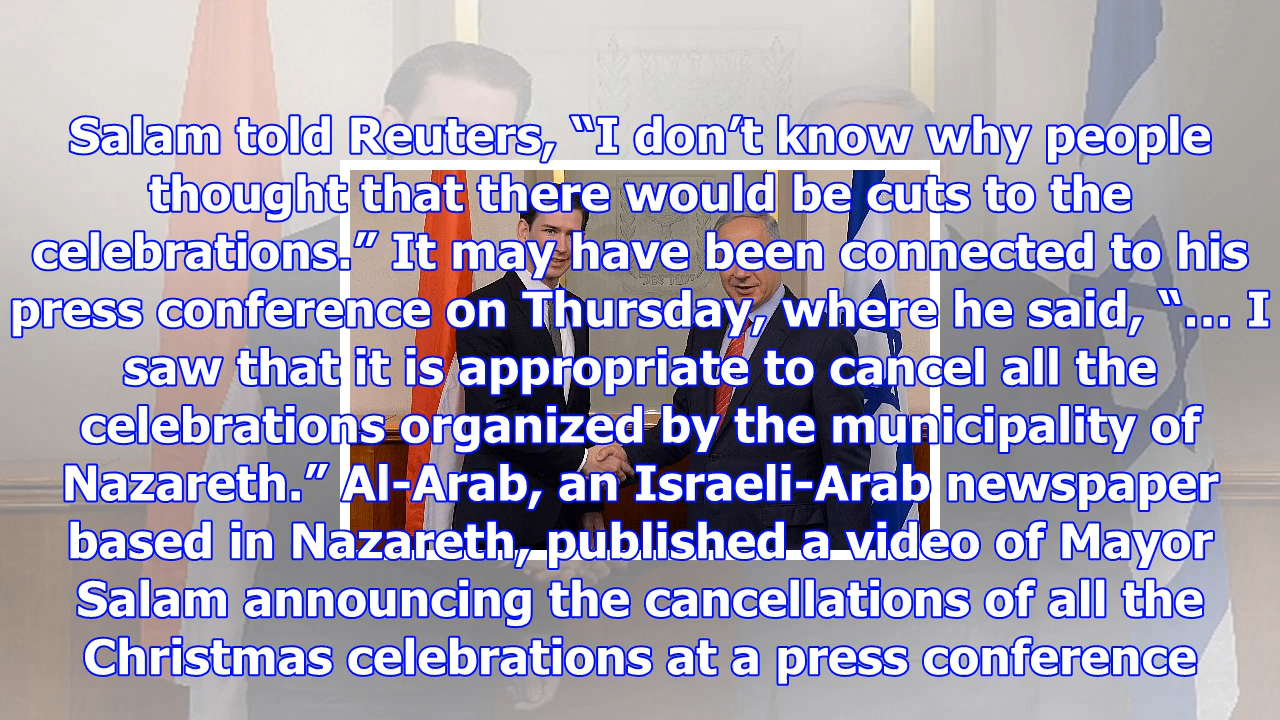 Salam told Reuters, “I don’t know why people
thought that there would be cuts to the
celebrations.” It may have been connected to his
press conference on Thursday, where he said, “... I
saw that it is appropriate to cancel all the
celebrations organized by the municipality of
Nazareth.” Al-Arab, an Israeli-Arab newspaper
based in Nazareth, published a video of Mayor
Salam announcing the cancellations of all the
Christmas celebrations at a press conference